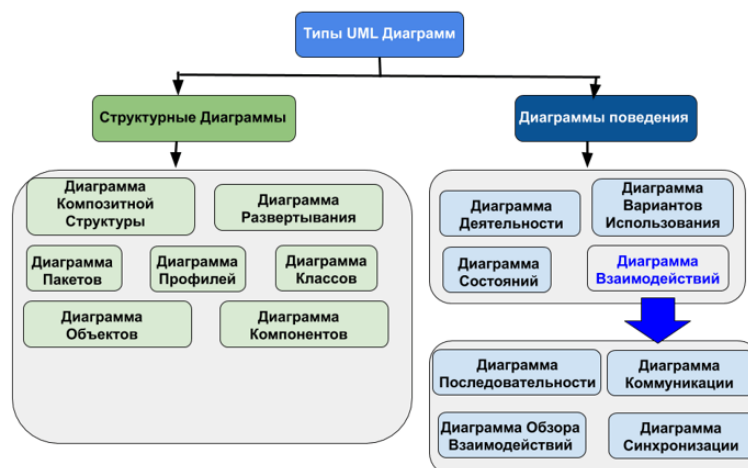 Типы UML Диаграмм
Структурные Диаграммы
Диаграммы поведения
Диаграмма
Композитной
Структуры
Диаграмма
Развертывания
Диаграмма
Пакетов
Диаграмма
Профилей
Диаграмма
Классов
Диаграмма
Объектов
Диаграмма
Компонентов
Диаграмма
Деятельности
Диаграмма
Вариантов
Использования
Диаграмма
Состояний
Диаграмма
Взаимодействий
Диаграмма
Последовательности
Диаграмма
Коммуникации
Диаграмма Обзора
Взаимодействий
Диаграмма
Синхронизации